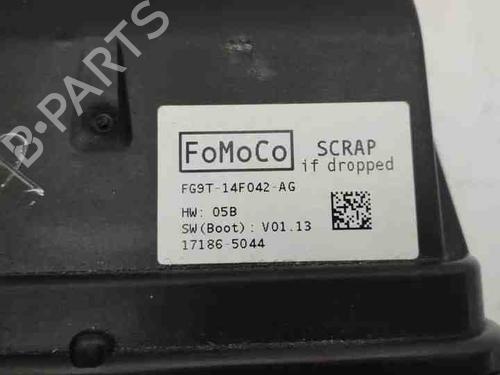 B-PARTS
FoMoCo
SCRAP
if dropped
FG9T-14F042-AG
HW: 05B
SW(Boot): V01.13
17186-5044